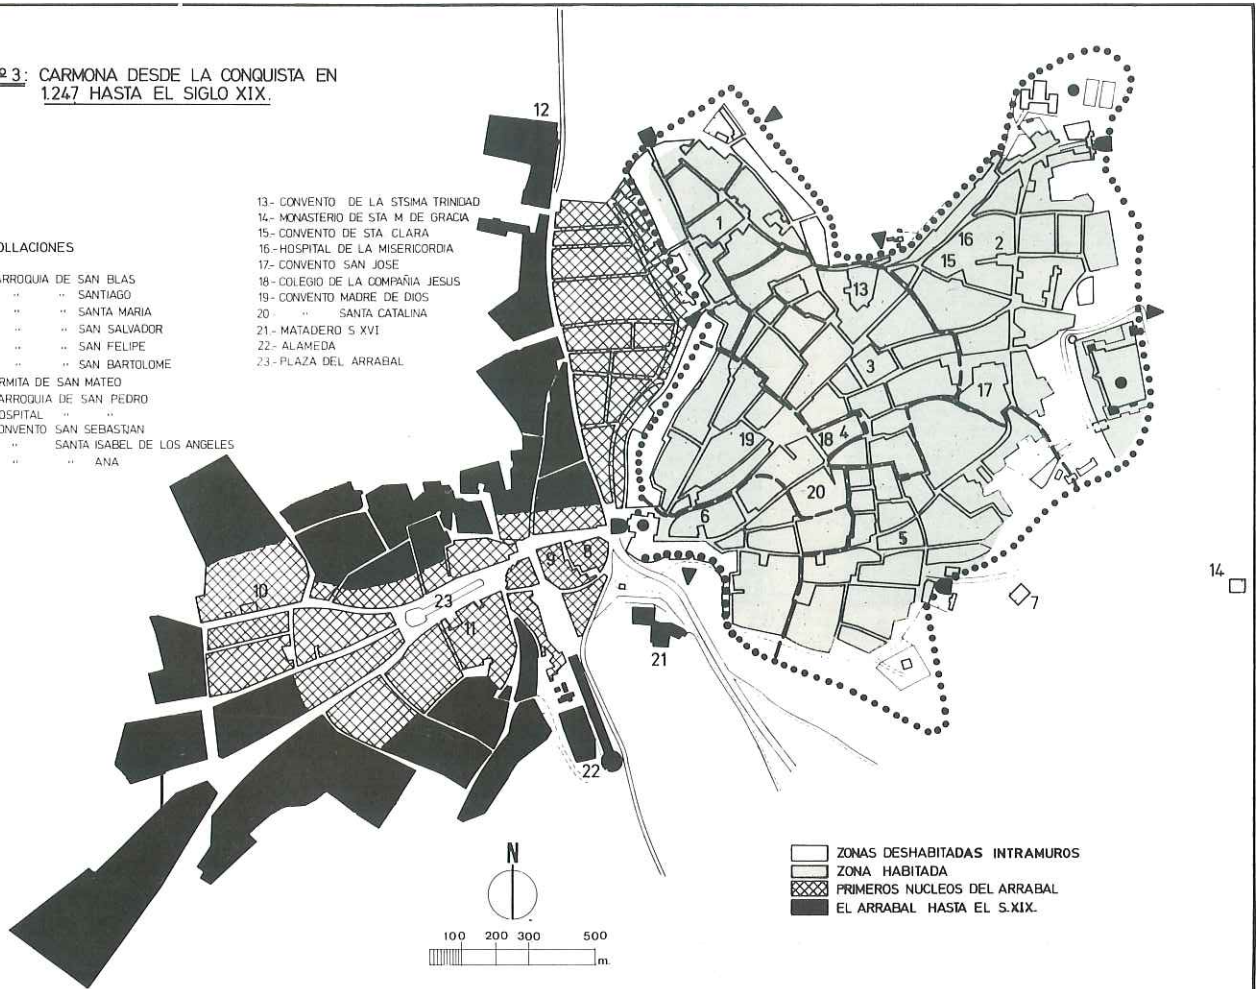 º 3: CARMONA DESDE LA CONQUISTA EN
1.247 HASTA EL SIGLO XIX.
OLLACIONES
ARROQUIA DE SAN BLAS
" " SANTIAGO
" " SANTA MARIA
" " SAN SALVADOR
" " SAN FELIPE
" " SAN BARTOLOME
RMITA DE SAN MATEO
ARROQUIA DE SAN PEDRO
OSPITAL " "
ONVENTO SAN SEBASTIAN
" SANTA ISABEL DE LOS ANGELES
" " ANA
13.- CONVENTO DE LA STSIMA TRINIDAD
14.- MONASTERIO DE STA M DE GRACIA
15.- CONVENTO DE STA CLARA
16.- HOSPITAL DE LA MISERICORDIA
17.- CONVENTO SAN JOSE
18.- COLEGIO DE LA COMPAÑIA JESUS
19.- CONVENTO MADRE DE DIOS
20 " SANTA CATALINA
21.- MATADERO S XVI
22.- ALAMEDA
23.- PLAZA DEL ARRABAL
12
1
16
2
15
13
3
17
18
4
19
20
6
5
9
8
10
23
11
7
14
21
22
N
100 200 300 500
m.
ZONAS DESHABITADAS INTRAMUROS
ZONA HABITADA
PRIMEROS NUCLEOS DEL ARRABAL
EL ARRABAL HASTA EL S.XIX.